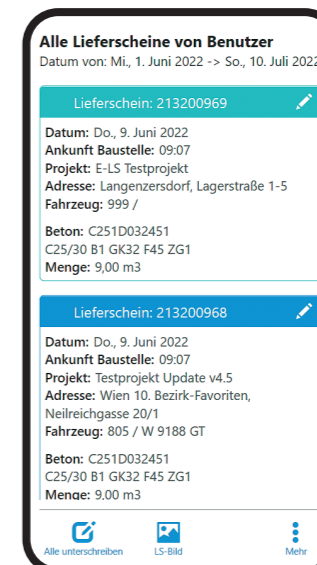 Alle Lieferscheine von Benutzer
Datum von: Mi., 1. Juni 2022 -> So., 10. Juli 2022
Lieferschein: 213200969
Datum: Do., 9. Juni 2022
Ankunft Baustelle: 09:07
Projekt: E-LS Testprojekt
Adresse: Langenzersdorf, Lagerstraße 1-5
Fahrzeug: 999 /
Beton: C251D032451
C25/30 B1 GK32 F45 ZG1
Menge: 9,00 m3
Lieferschein: 213200968
Datum: Do., 9. Juni 2022
Ankunft Baustelle: 09:07
Projekt: Testprojekt Update v4.5
Adresse: Wien 10. Bezirk-Favoriten,
Neilreichgasse 20/1
Fahrzeug: 805 / W 9188 GT
Beton: C251D032451
C25/30 B1 GK32 F45 ZG1
Menge: 9,00 m3
Alle unterschreiben LS-Bild Mehr